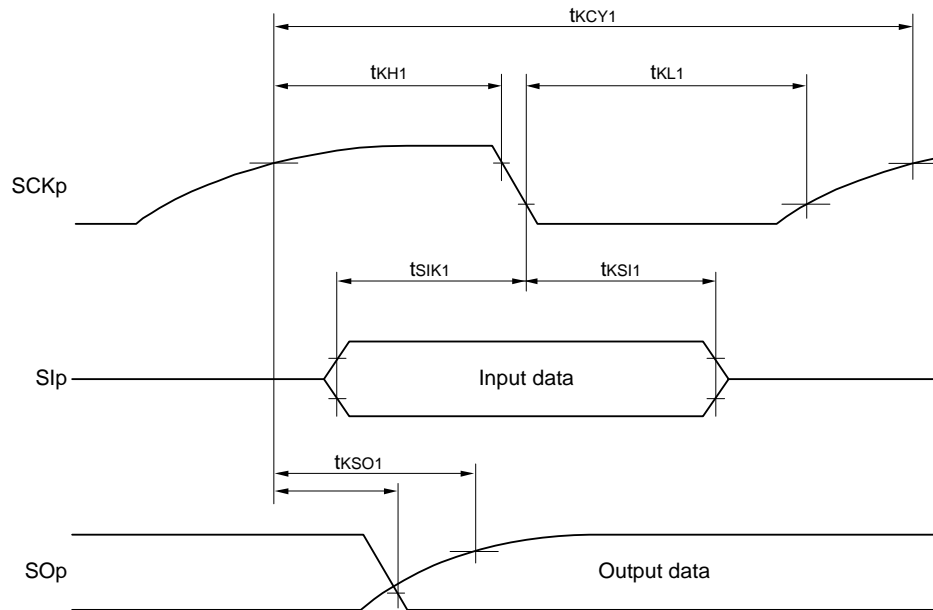 tKCY1
tKH1
tKL1
SCKp
tSIK1
tKSI1
SIp
Input data
tKSO1
SOp
Output data